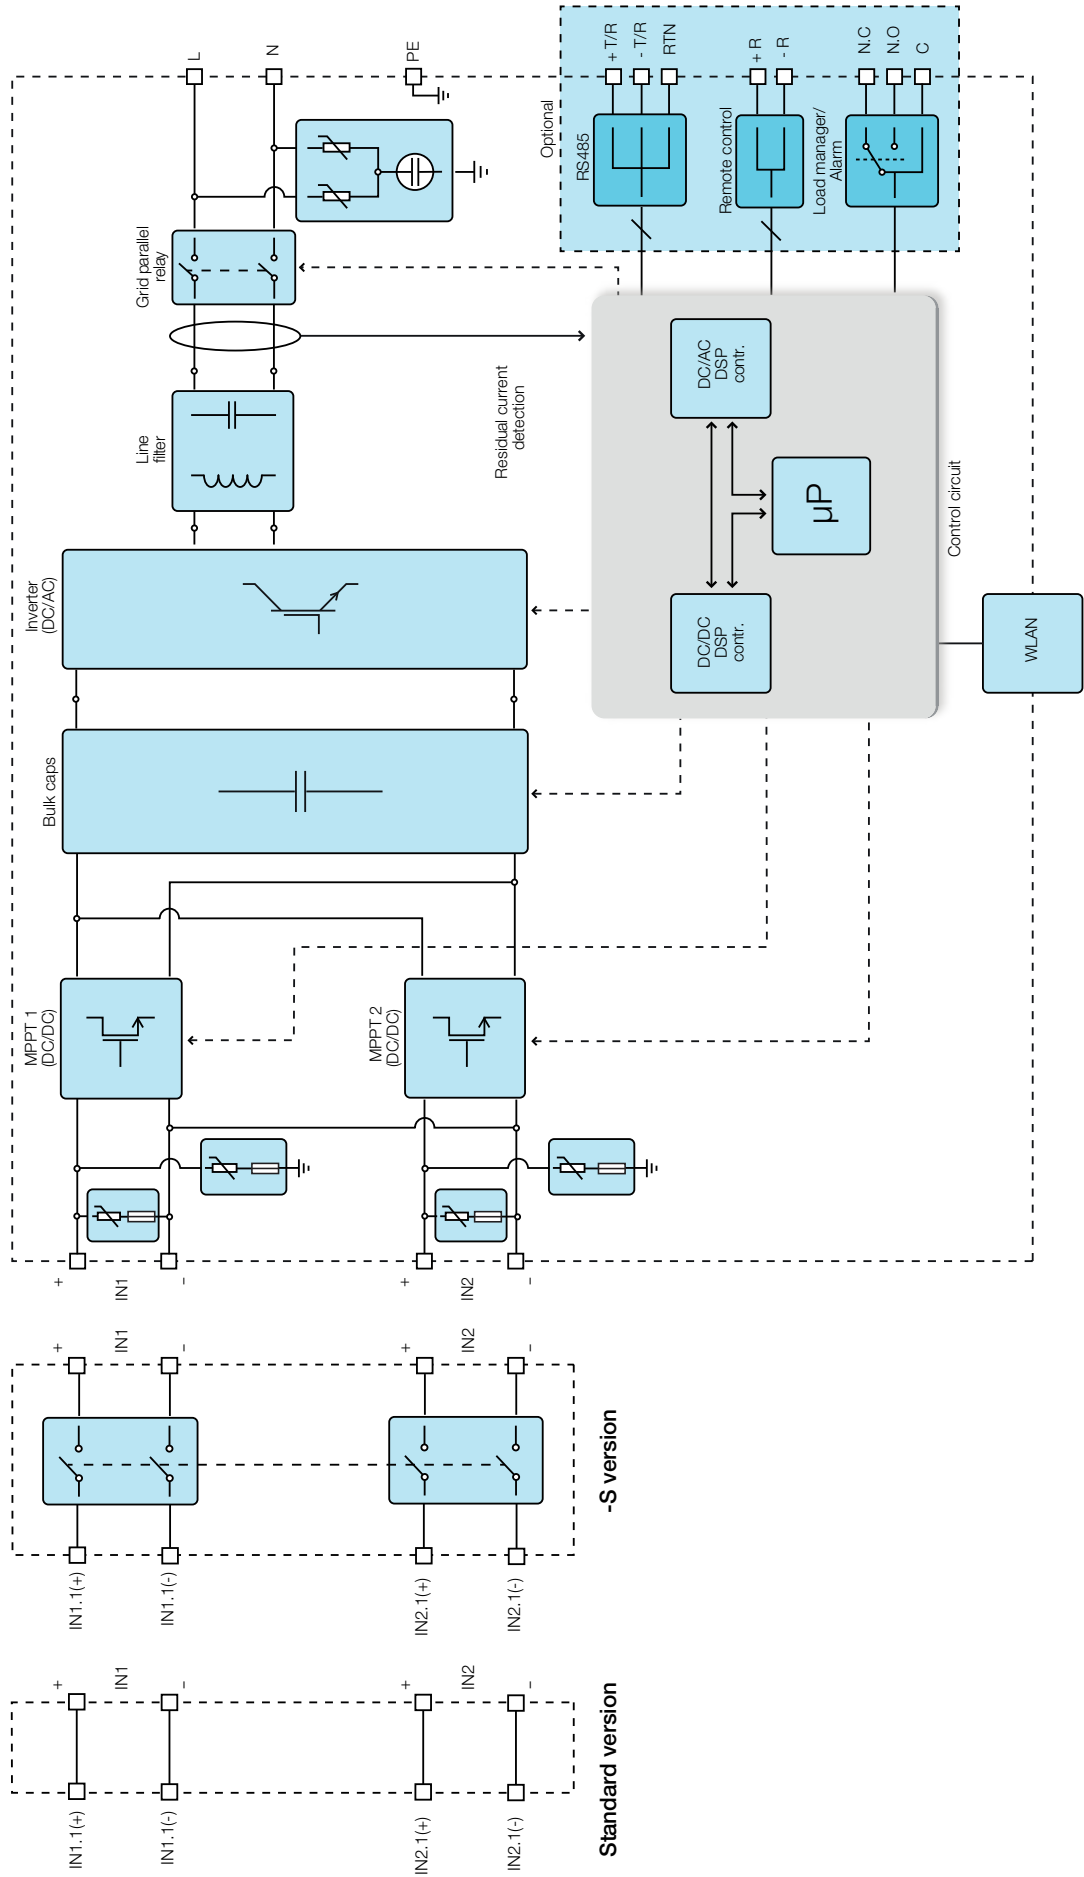 Standard version
IN1.1(+)
IN1.1(-)
IN2.1(+)
IN2.1(-)
+
IN1
–
+
IN2
–
-S version
IN1.1(+)
IN1.1(-)
IN2.1(+)
IN2.1(-)
+
IN1
–
+
IN2
–
+
IN1
–
+
IN2
–
MPPT 1
(DC/DC)
MPPT 2
(DC/DC)
Bulk caps
Inverter
(DC/AC)
Line
filter
Grid parallel
relay
L
N
PE
Residual current
detection
DC/DC
DSP
contr.
DC/AC
DSP
contr.
µP
Control circuit
WLAN
Optional
RS485
+ T/R
- T/R
RTN
Remote control
+ R
- R
Load manager/
Alarm
N.C
N.O
C